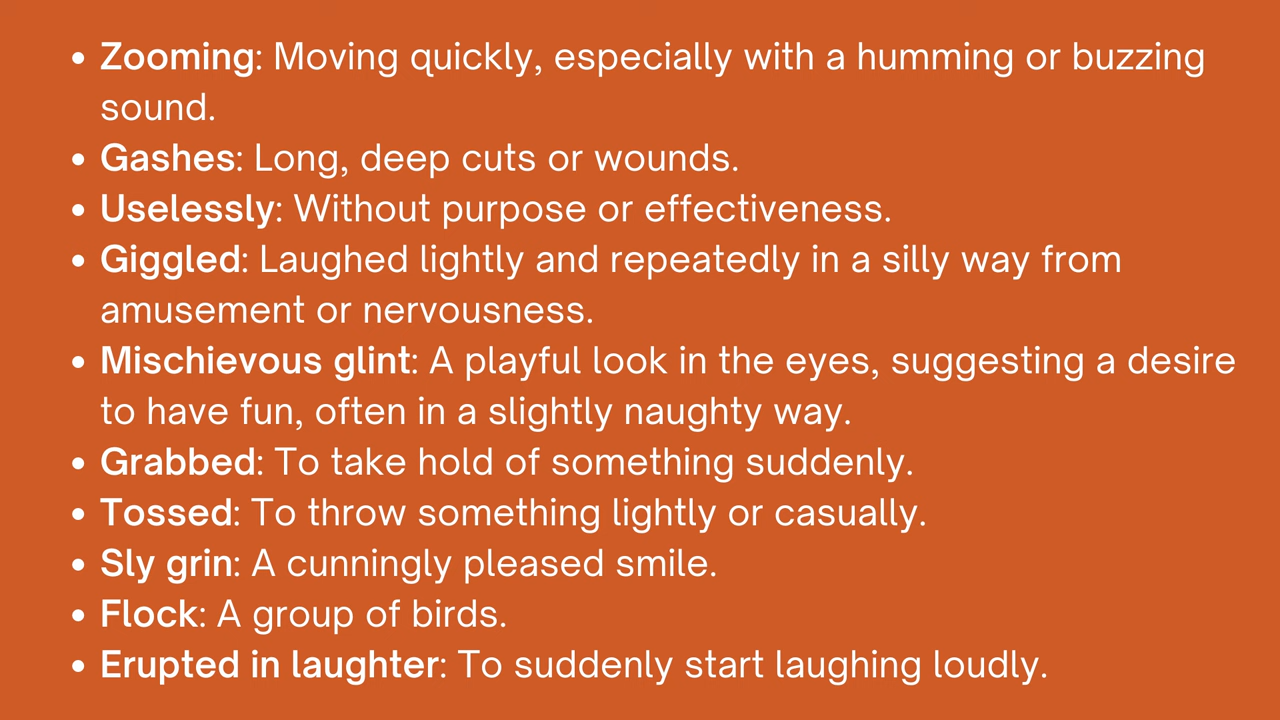 • Zooming: Moving quickly, especially with a humming or buzzing
sound.
• Gashes: Long, deep cuts or wounds.
• Uselessly: Without purpose or effectiveness.
• Giggled: Laughed lightly and repeatedly in a silly way from
amusement or nervousness.
• Mischievous glint: A playful look in the eyes, suggesting a desire
to have fun, often in a slightly naughty way.
• Grabbed: To take hold of something suddenly.
• Tossed: To throw something lightly or casually.
• Sly grin: A cunningly pleased smile.
• Flock: A group of birds.
• Erupted in laughter: To suddenly start laughing loudly.